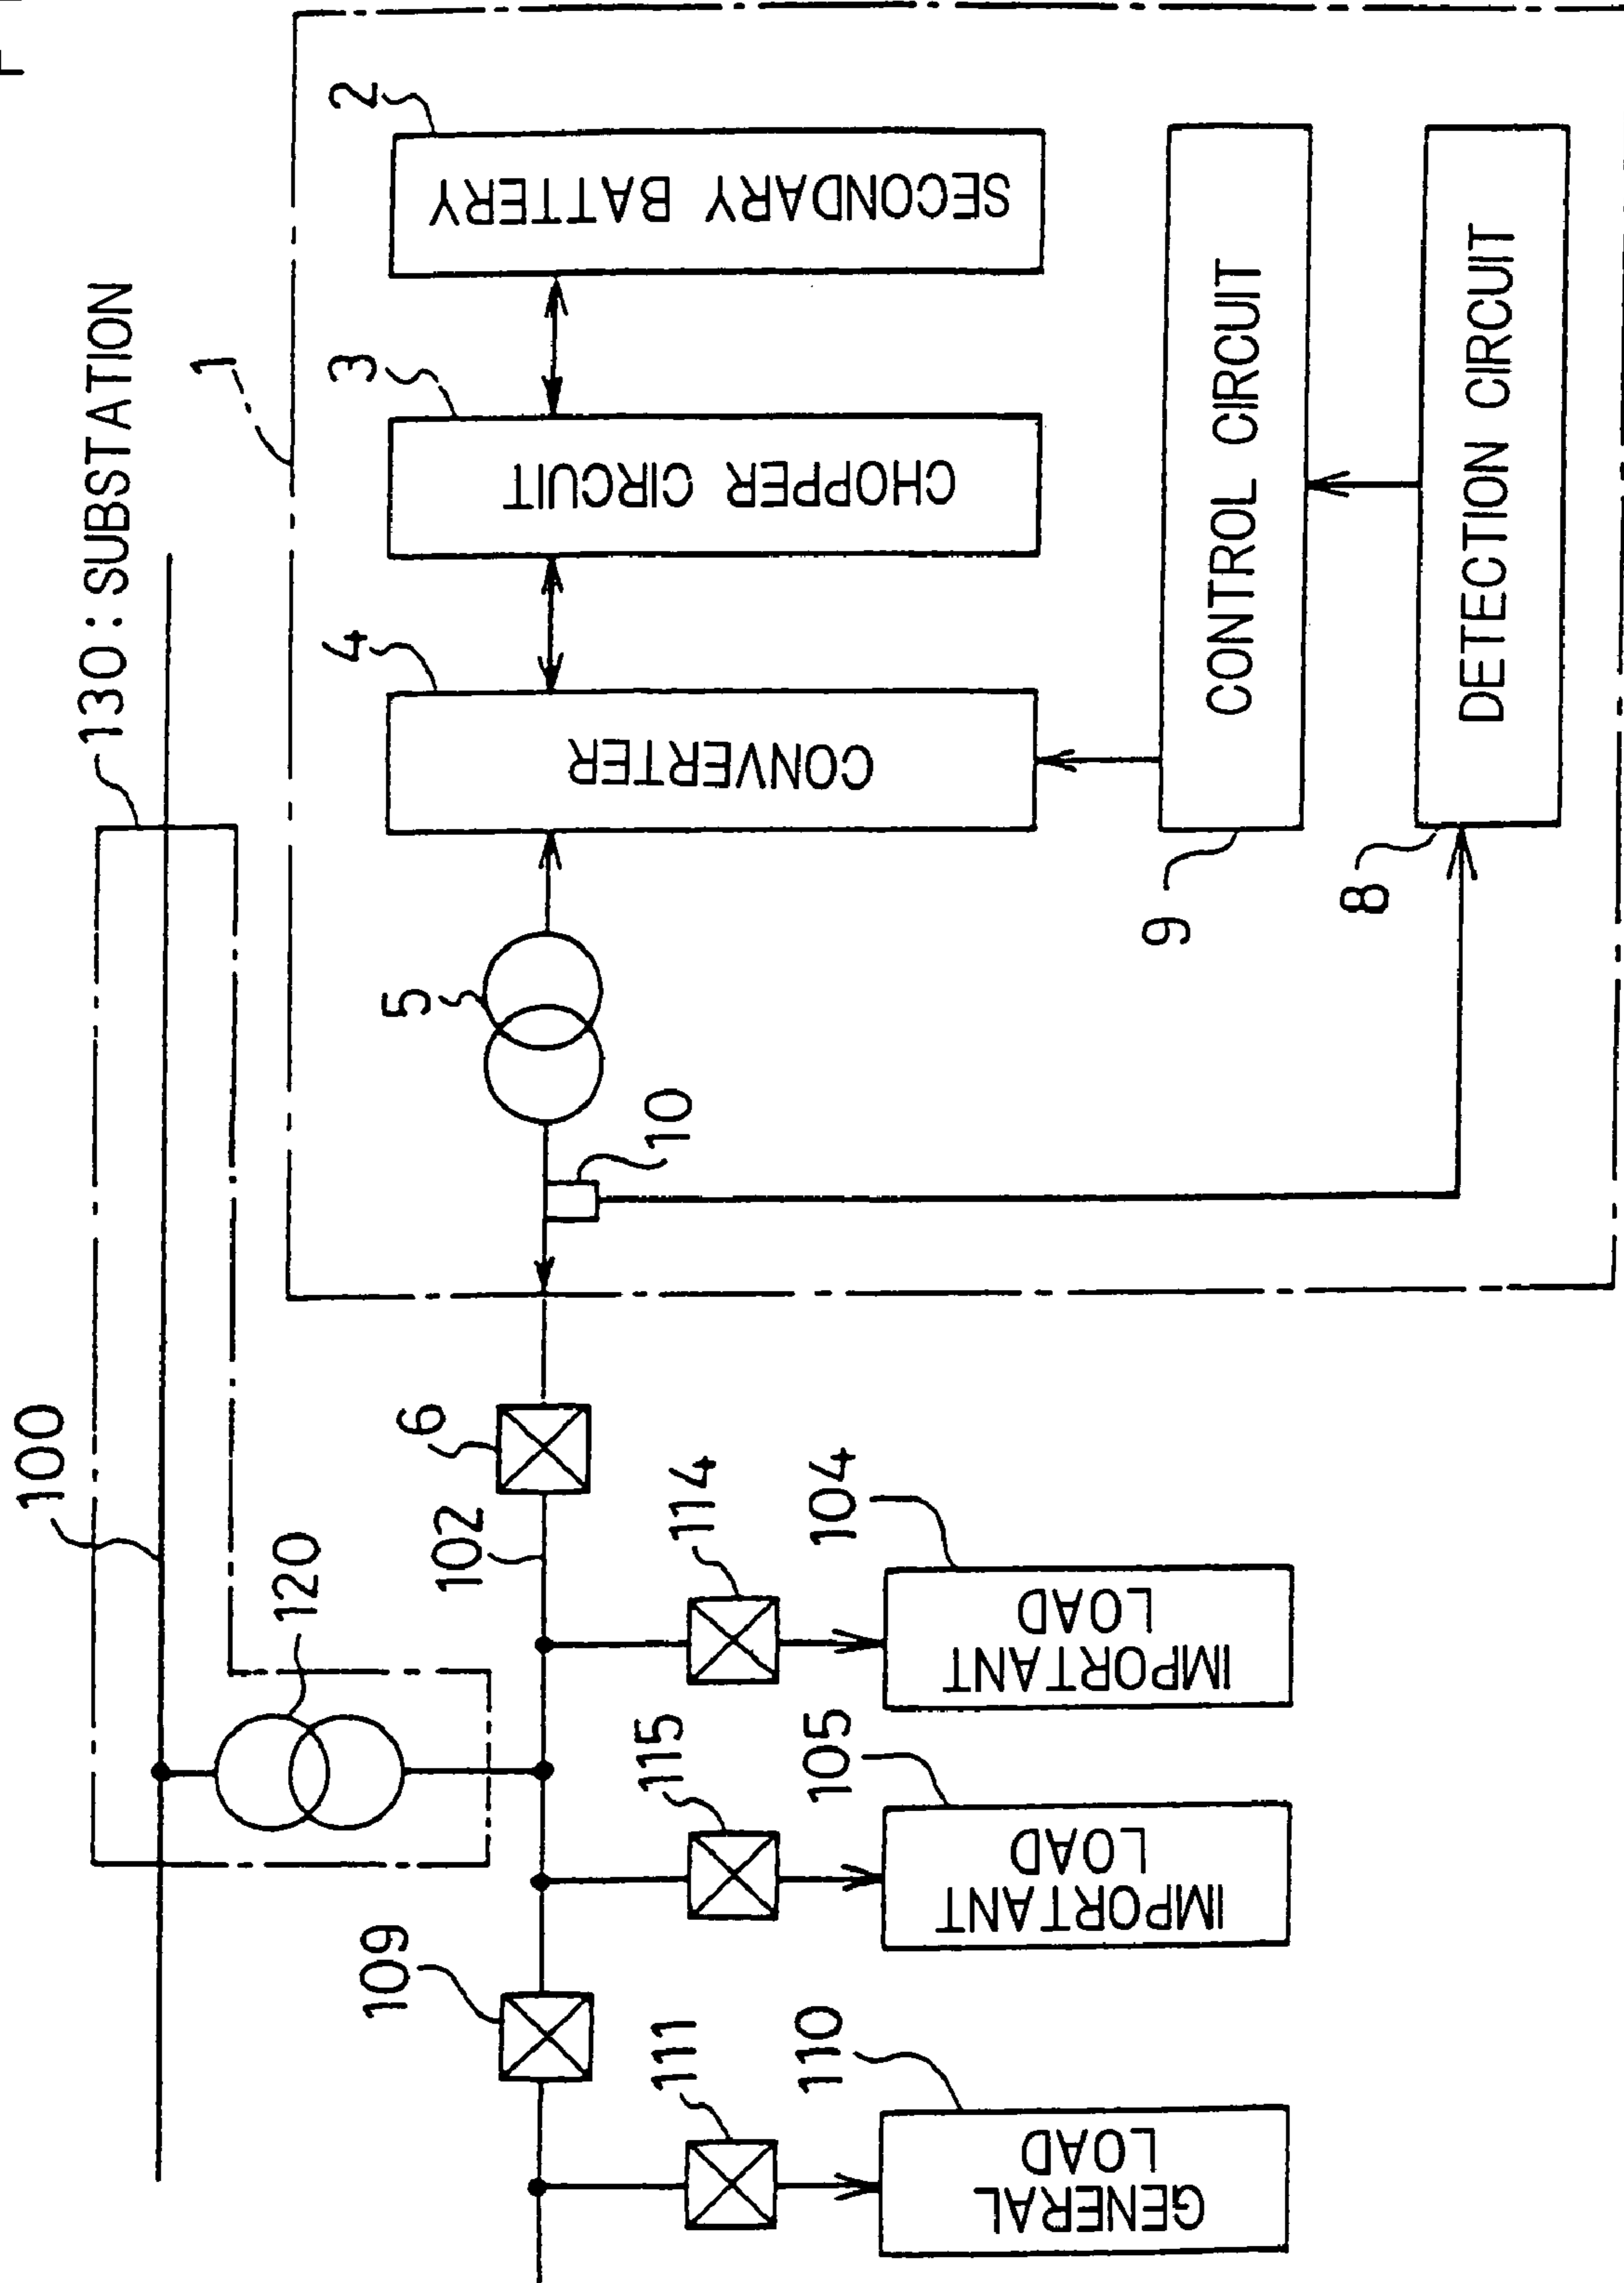 130 : SUBSTATION
100
1
120
2
3
4
5
SECONDARY BATTERY
CHOPPER CIRCUIT
CONVERTER
10
6
102
109
114
115
111
CONTROL CIRCUIT
9
DETECTION CIRCUIT
8
104
IMPORTANT
LOAD
105
IMPORTANT
LOAD
110
GENERAL
LOAD